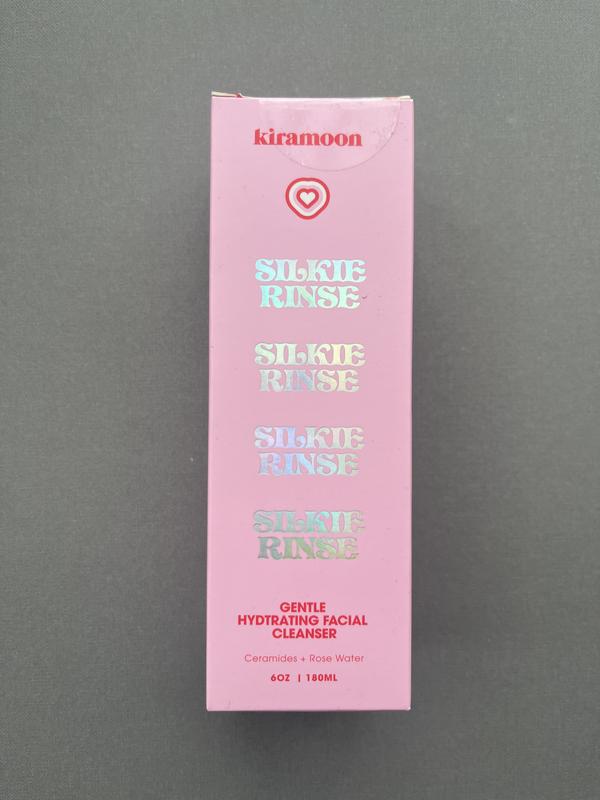 kiramoon
SILKIE
RINSE
SILKIE
RINSE
SILKIE
RINSE
SILKIE
RINSE
GENTLE
HYDTRATING FACIAL
CLEANSER
Ceramides + Rose Water
6OZ | 180ML